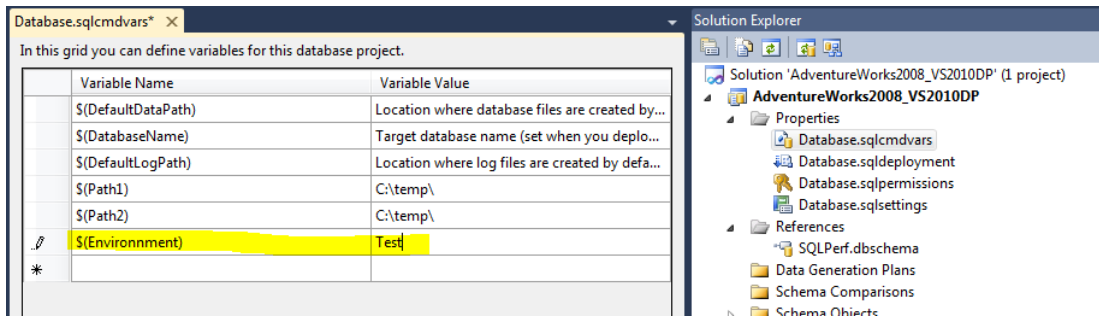 Database.sqlcmdvars*
In this grid you can define variables for this database project.
Variable Name Variable Value
$(DefaultDataPath) Location where database files are created by...
$(DatabaseName) Target database name (set when you deplo...
$(DefaultLogPath) Location where log files are created by defa...
$(Path1) C:\temp\
$(Path2) C:\temp\
$(Environnment) Test
Solution Explorer
Solution 'AdventureWorks2008_VS2010DP' (1 project)
AdventureWorks2008_VS2010DP
Properties
Database.sqlcmdvars
Database.sqldeployment
Database.sqlpermissions
Database.sqlsettings
References
SQLPerf.dbschema
Data Generation Plans
Schema Comparisons
Schema Objects